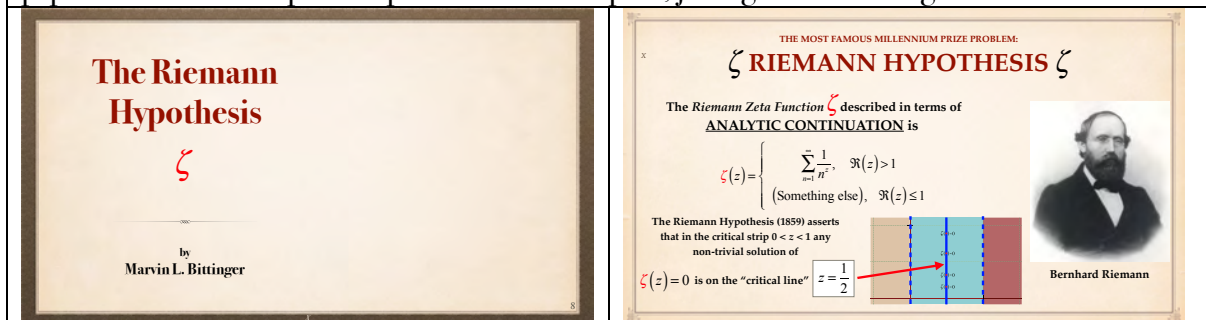 The Riemann
Hypothesis
ζ
by
Marvin L. Bittinger
8
x
THE MOST FAMOUS MILLENNIUM PRIZE PROBLEM:
ζ RIEMANN HYPOTHESIS ζ
The Riemann Zeta Function ζ described in terms of
ANALYTIC CONTINUATION is
ζ(z) = { ∑_{n=1}^{∞} 1/n^z, ℜ(z) > 1
(Something else), ℜ(z) ≤ 1
The Riemann Hypothesis (1859) asserts
that in the critical strip 0 < z < 1 any
non-trivial solution of
ζ(z) = 0 is on the “critical line” z = 1/2
Bernhard Riemann